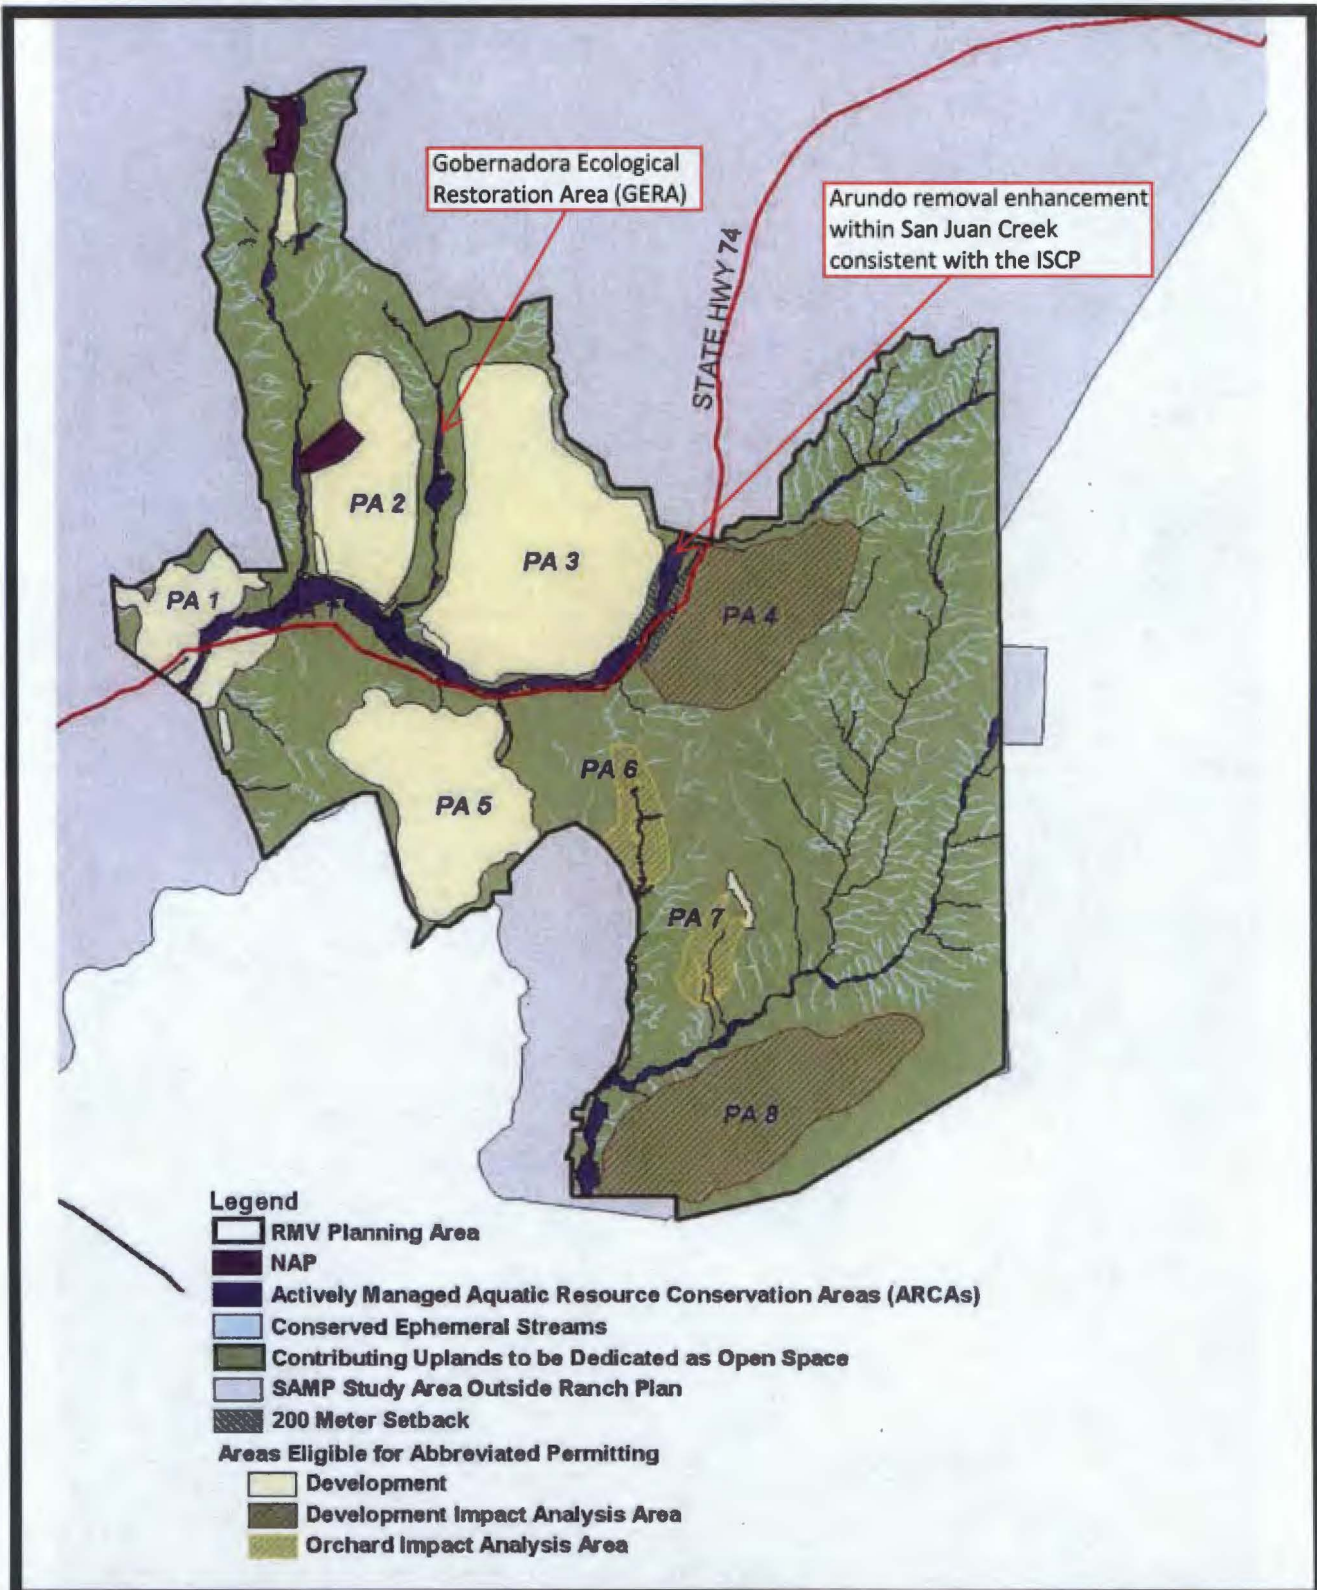 Gobernadora Ecological
Restoration Area (GERA)
Arundo removal enhancement
within San Juan Creek
consistent with the ISCP
STATE HWY 74
PA 2
PA 3
PA 1
PA 4
PA 6
PA 5
PA 7
PA 8
Legend
RMV Planning Area
NAP
Actively Managed Aquatic Resource Conservation Areas (ARCAs)
Conserved Ephemeral Streams
Contributing Uplands to be Dedicated as Open Space
SAMP Study Area Outside Ranch Plan
200 Meter Setback
Areas Eligible for Abbreviated Permitting
Development
Development Impact Analysis Area
Orchard Impact Analysis Area